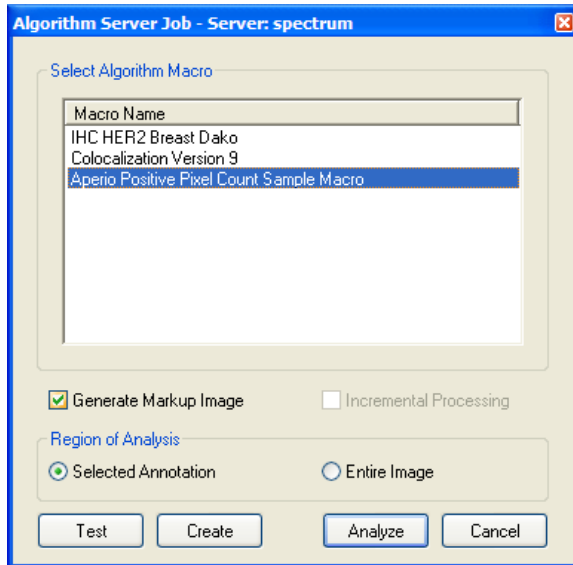 Algorithm Server Job - Server: spectrum
Select Algorithm Macro
Macro Name
IHC HER2 Breast Dako
Colocalization Version 9
Aperio Positive Pixel Count Sample Macro
Generate Markup Image Incremental Processing
Region of Analysis
Selected Annotation Entire Image
Test Create Analyze Cancel